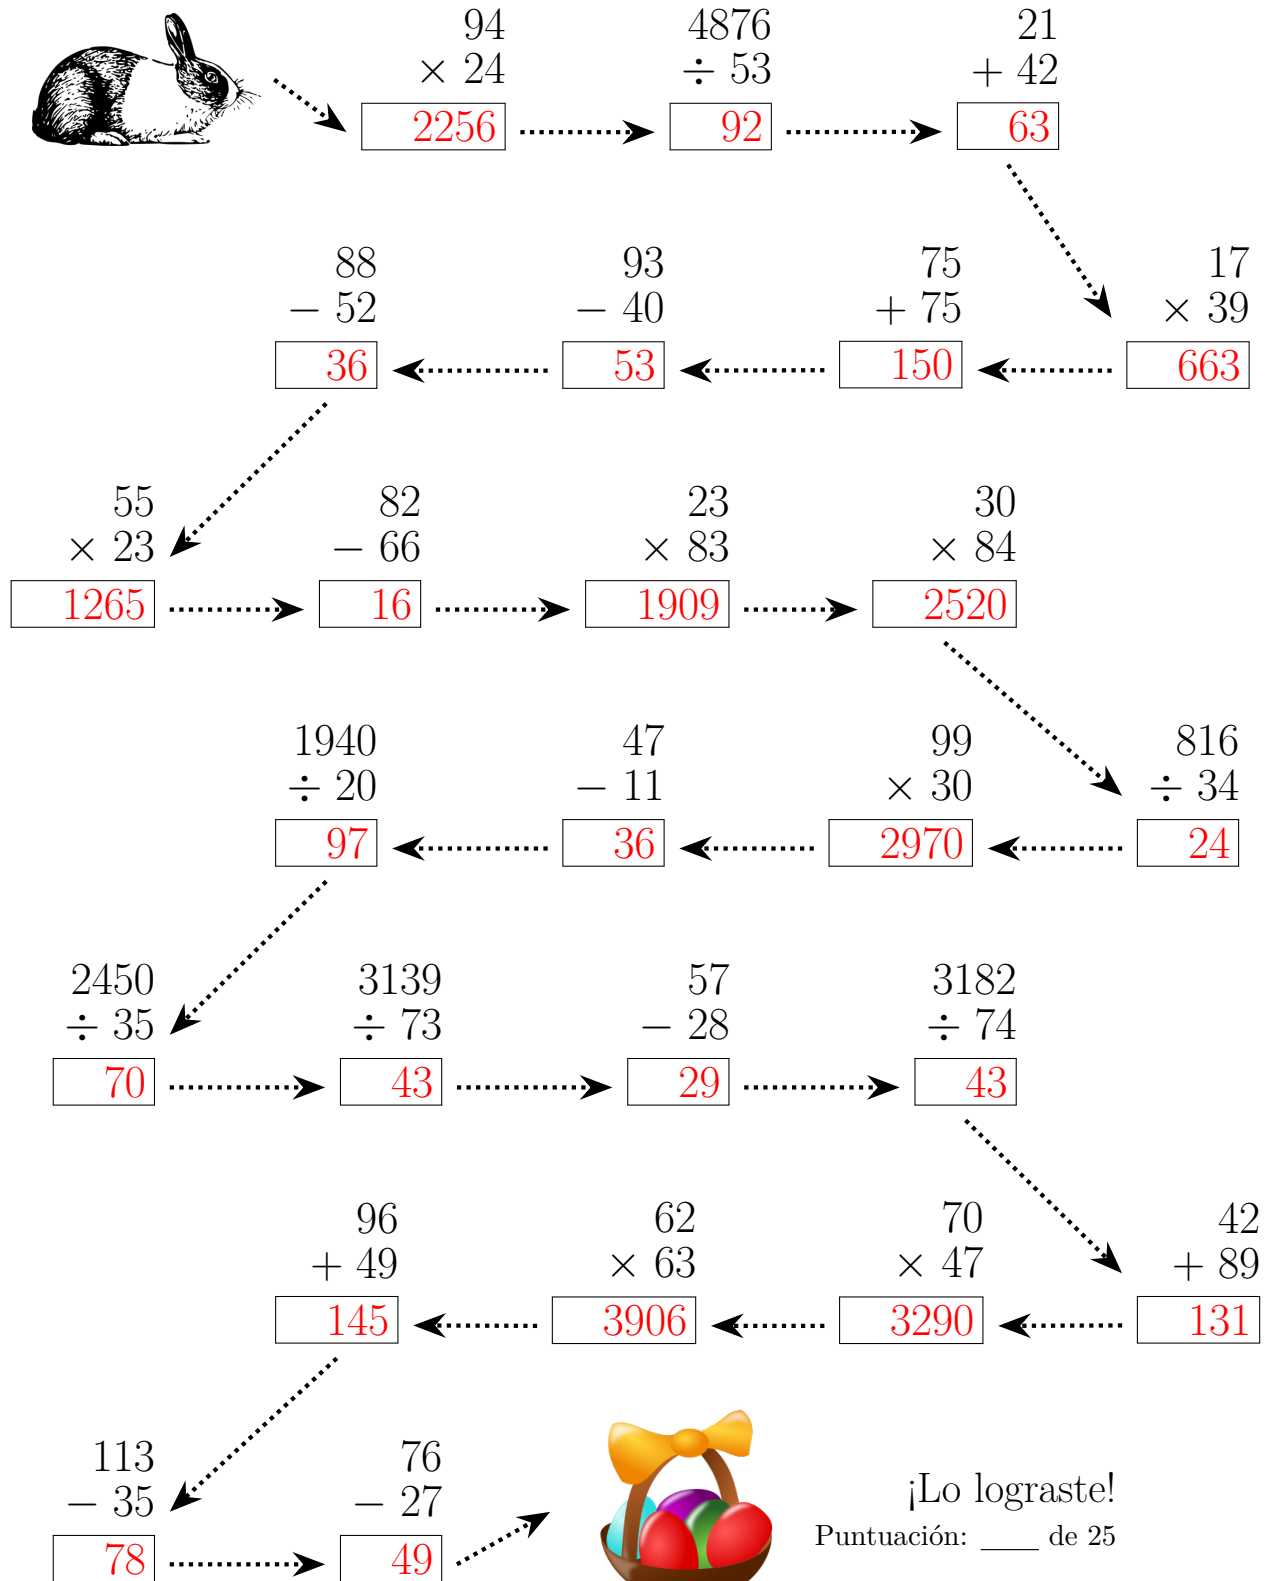 94 4876 21
× 24 ÷ 53 + 42
2256 92 63
88 93 75 17
− 52 − 40 + 75 × 39
36 53 150 663
55 82 23 30
× 23 − 66 × 83 × 84
1265 16 1909 2520
1940 47 99 816
÷ 20 − 11 × 30 ÷ 34
97 36 2970 24
2450 3139 57 3182
÷ 35 ÷ 73 − 28 ÷ 74
70 43 29 43
96 62 70 42
+ 49 × 63 × 47 + 89
145 3906 3290 131
113 76
− 35 − 27
78 49
¡Lo lograste!
Puntuación: ____ de 25